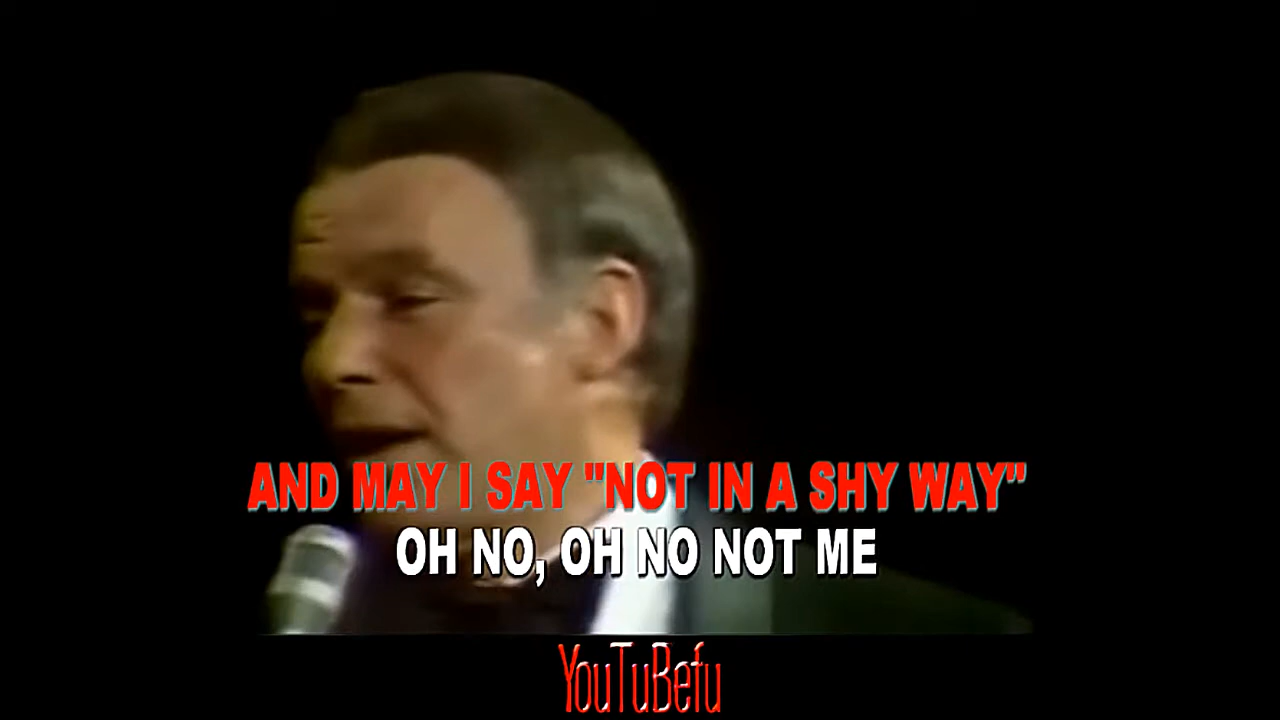 AND MAY I SAY "NOT IN A SHY WAY"
OH NO, OH NO NOT ME
YouTuBefu